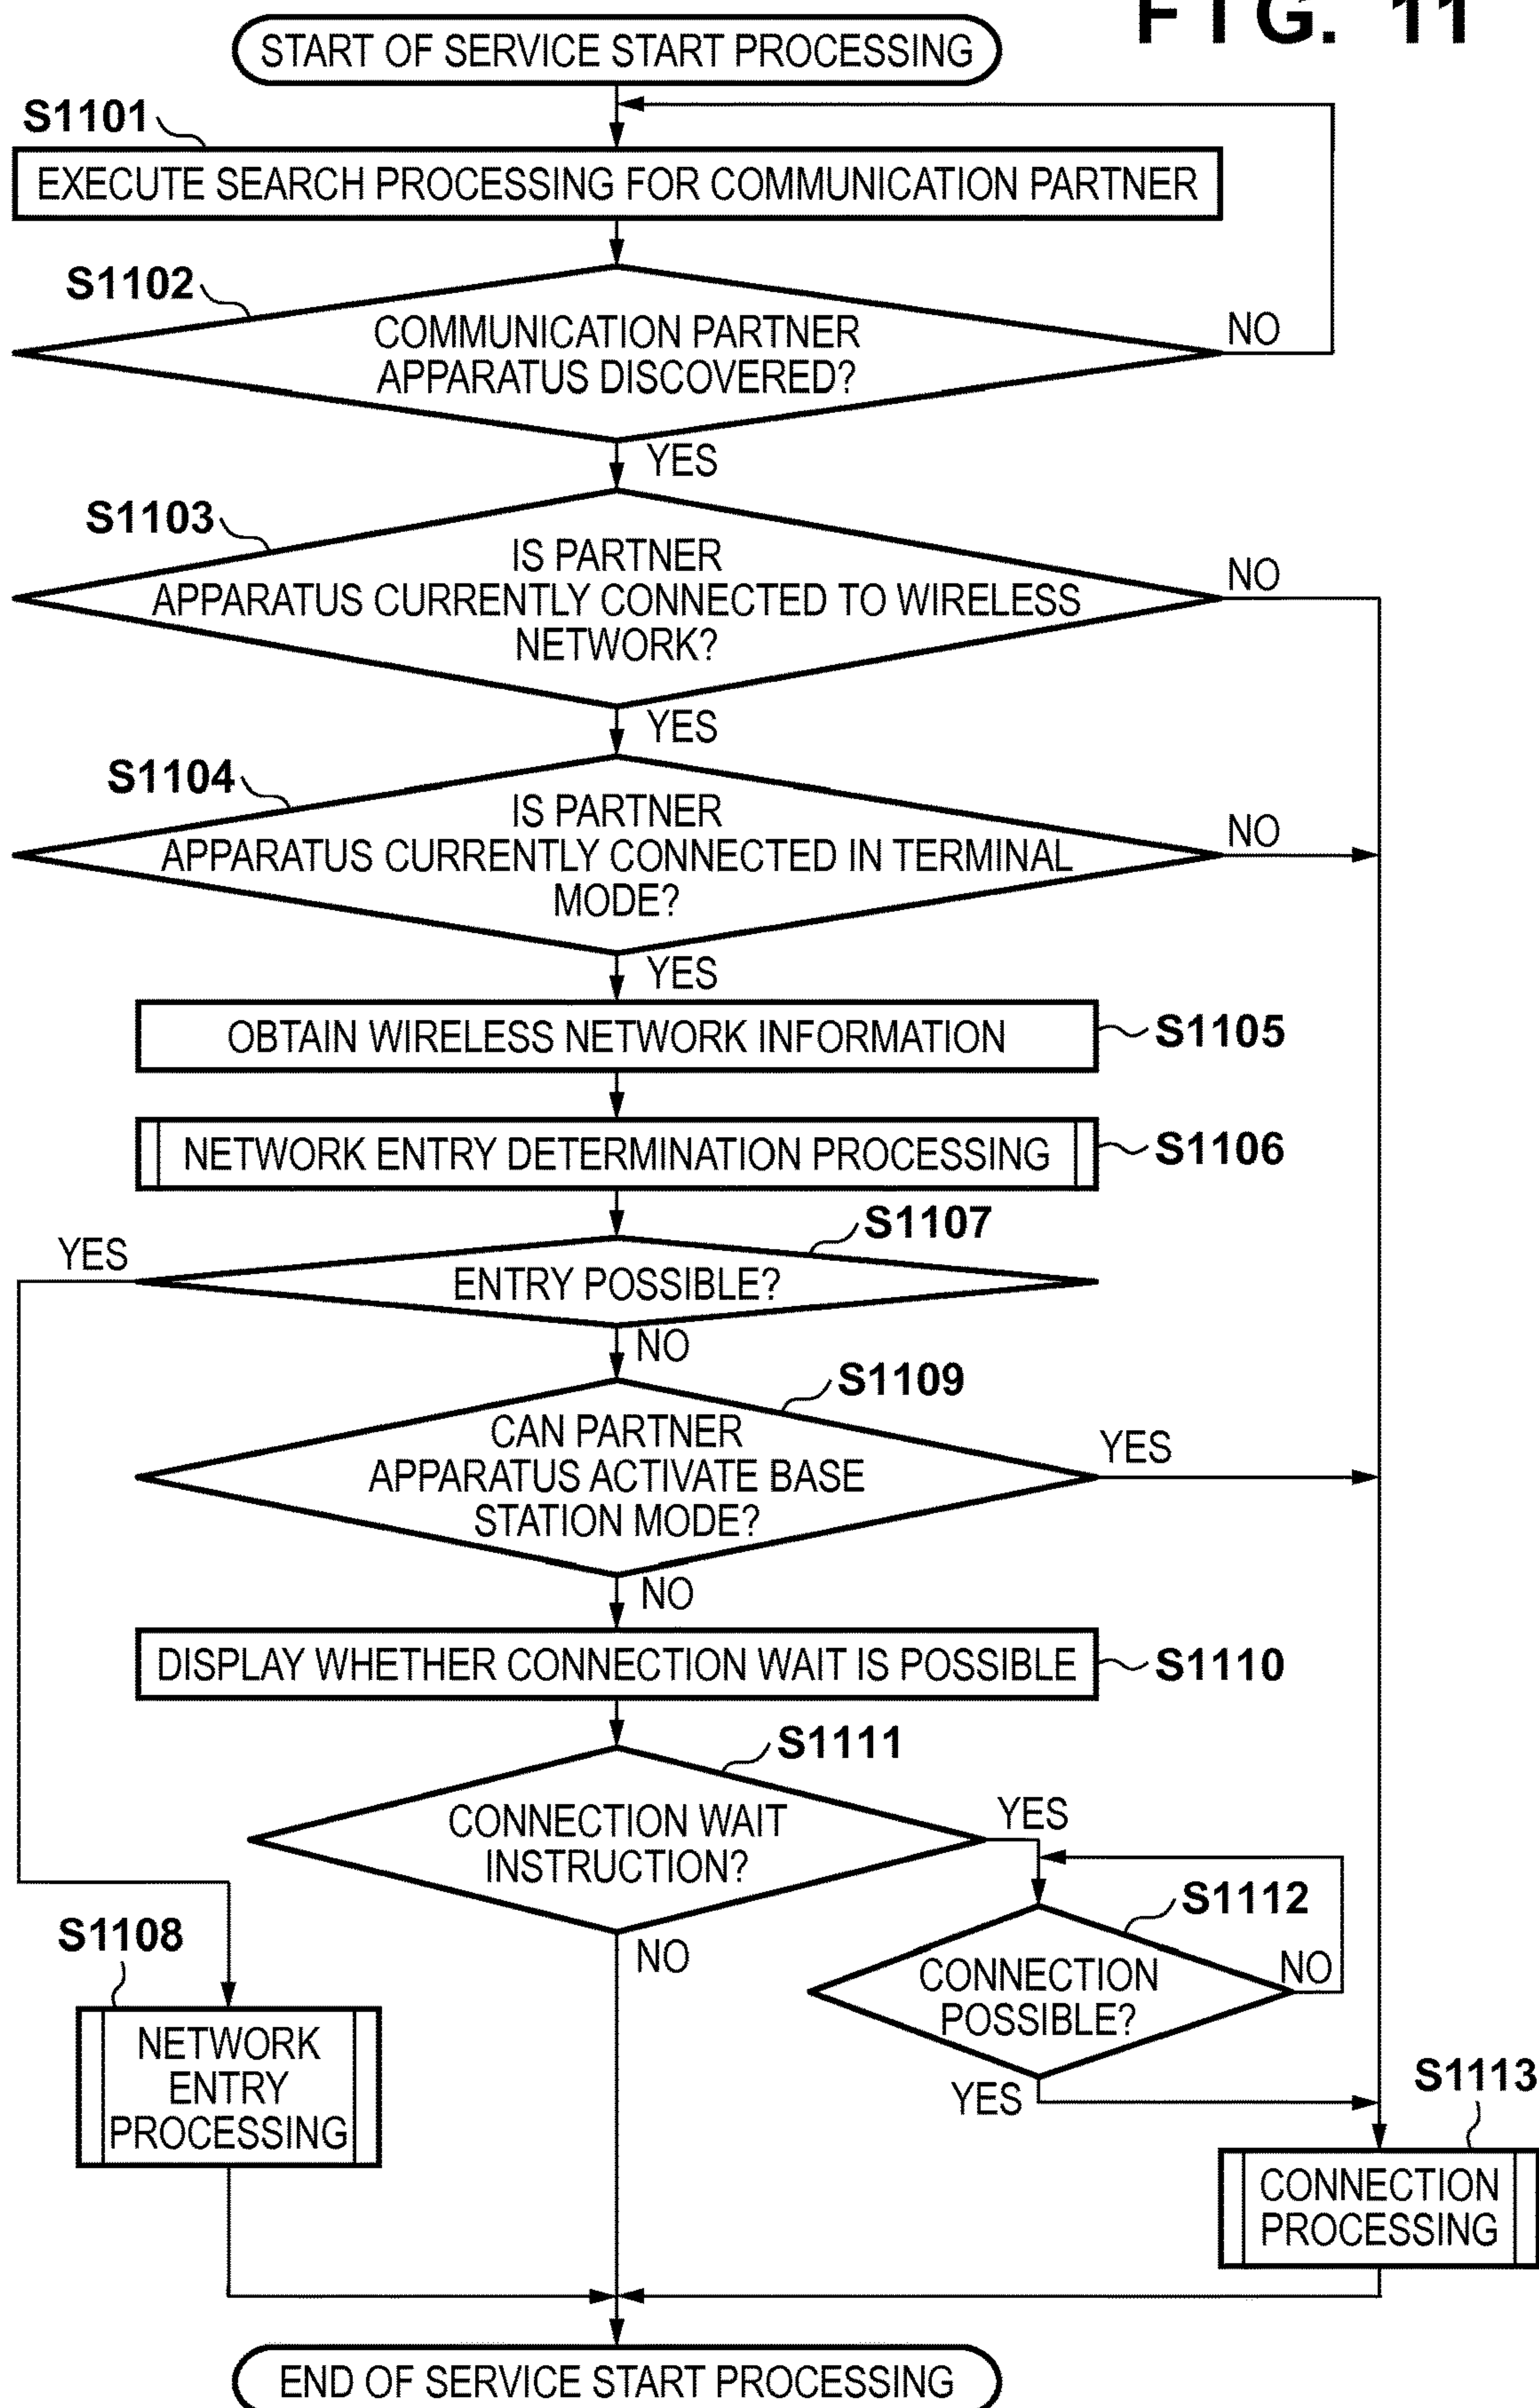 FIG. 11
START OF SERVICE START PROCESSING
S1101
EXECUTE SEARCH PROCESSING FOR COMMUNICATION PARTNER
S1102
COMMUNICATION PARTNER
APPARATUS DISCOVERED?
NO
YES
S1103
IS PARTNER
APPARATUS CURRENTLY CONNECTED TO WIRELESS
NETWORK?
NO
YES
S1104
IS PARTNER
APPARATUS CURRENTLY CONNECTED IN TERMINAL
MODE?
NO
YES
OBTAIN WIRELESS NETWORK INFORMATION
S1105
NETWORK ENTRY DETERMINATION PROCESSING
S1106
S1107
YES
ENTRY POSSIBLE?
NO
S1109
CAN PARTNER
APPARATUS ACTIVATE BASE
STATION MODE?
YES
NO
DISPLAY WHETHER CONNECTION WAIT IS POSSIBLE
S1110
S1111
CONNECTION WAIT
INSTRUCTION?
YES
NO
S1112
CONNECTION
POSSIBLE?
NO
YES
S1108
NETWORK
ENTRY
PROCESSING
S1113
CONNECTION
PROCESSING
END OF SERVICE START PROCESSING